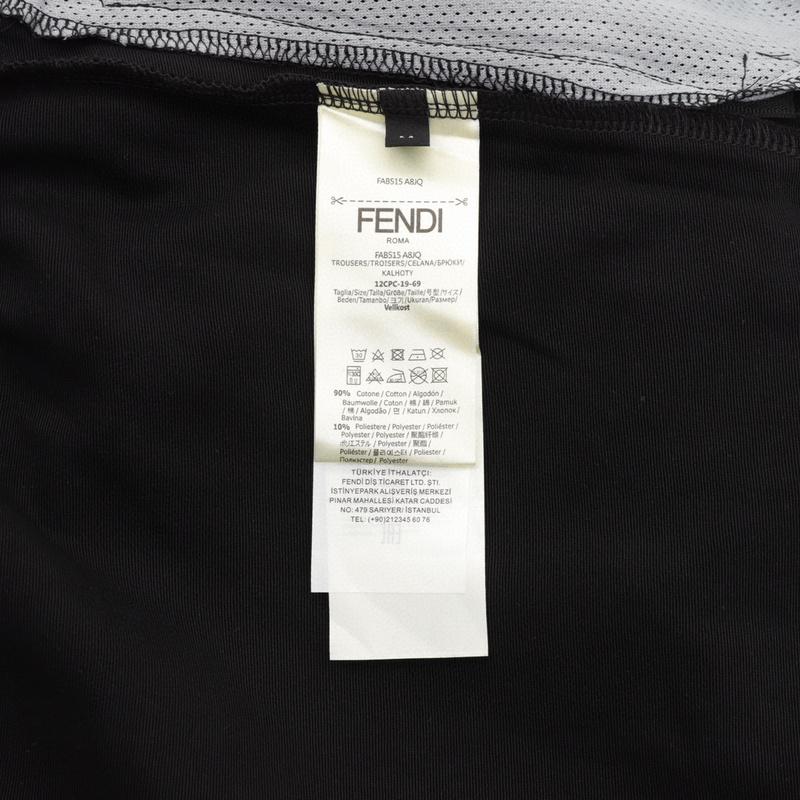 FAB515 A8JQ
FENDI
ROMA
FAB515 A8JQ
TROUSERS/TROISERS/CELANA/БРЮКИ/
KALHOTY
12CPC-19-69
Taglia/Size/Talla/Größe/Taille/号型/サイズ/
Beden/Tamanho/크기/Ukuran/Размер/
Velikost
30
90% Cotone / Cotton / Algodón /
Baumwolle / Coton / 棉 / 綿 / Pamuk
/ 棉 / Algodão / 면 / Katun / Хлопок /
Bavlna
10% Poliestere / Polyester / Poliéster /
Polyester / Polyester / 聚酯纤维 /
ポリエステル / Polyester / 聚酯 /
Poliéster / 폴리에스터 / Poliester /
Полиэстер / Polyester
TÜRKİYE İTHALATÇI:
FENDİ DIŞ TİCARET LTD. ŞTİ.
İSTİNYEPARK ALIŞVERİŞ MERKEZİ
PINAR MAHALLESİ KATAR CADDESİ
NO: 479 SARIYER/ İSTANBUL
TEL: (+90)212345 60 76